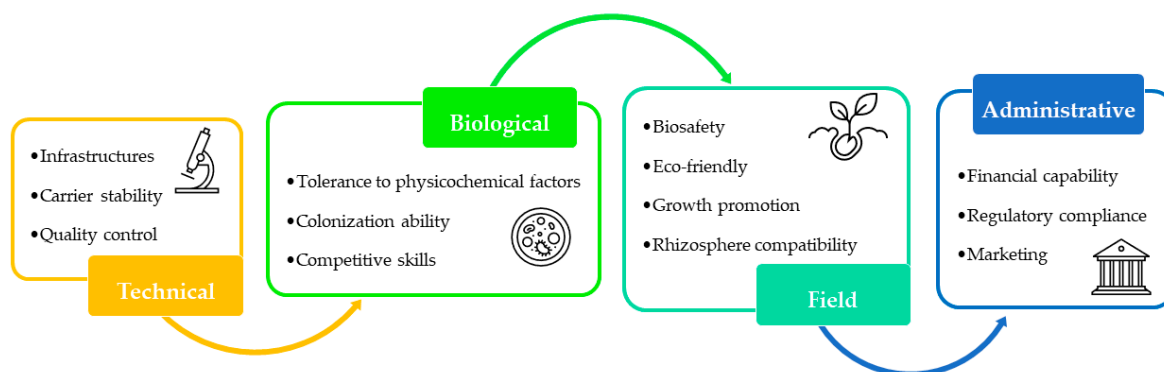 •Infrastructures
•Carrier stability
•Quality control
Technical
Biological
•Tolerance to physicochemical factors
•Colonization ability
•Competitive skills
•Biosafety
•Eco-friendly
•Growth promotion
•Rhizosphere compatibility
Field
Administrative
•Financial capability
•Regulatory compliance
•Marketing